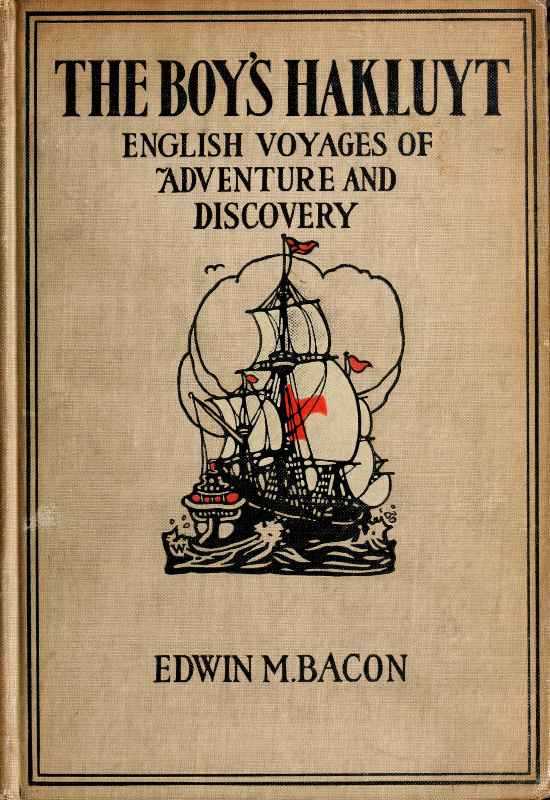 THE BOY'S HAKLUYT
ENGLISH VOYAGES OF
ADVENTURE AND
DISCOVERY
W
EDWIN M. BACON